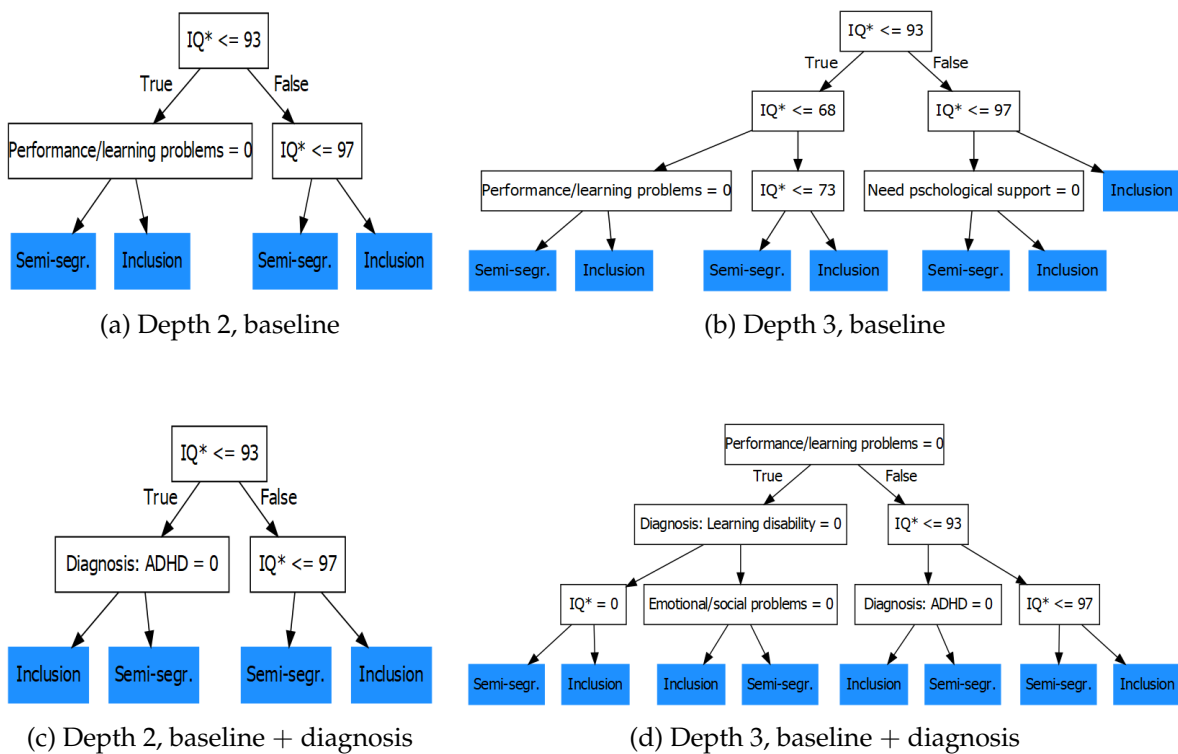 IQ* <= 93
True
False
Performance/learning problems = 0
IQ* <= 97
Semi-segr.
Inclusion
Semi-segr.
Inclusion
(a) Depth 2, baseline
IQ* <= 93
True
False
IQ* <= 68
IQ* <= 97
Performance/learning problems = 0
IQ* <= 73
Need pschological support = 0
Inclusion
Semi-segr.
Inclusion
Semi-segr.
Inclusion
Semi-segr.
Inclusion
(b) Depth 3, baseline
IQ* <= 93
True
False
Diagnosis: ADHD = 0
IQ* <= 97
Inclusion
Semi-segr.
Semi-segr.
Inclusion
(c) Depth 2, baseline + diagnosis
Performance/learning problems = 0
True
False
Diagnosis: Learning disability = 0
IQ* <= 93
IQ* = 0
Emotional/social problems = 0
Diagnosis: ADHD = 0
IQ* <= 97
Semi-segr.
Inclusion
Inclusion
Semi-segr.
Inclusion
Semi-segr.
Semi-segr.
Inclusion
(d) Depth 3, baseline + diagnosis